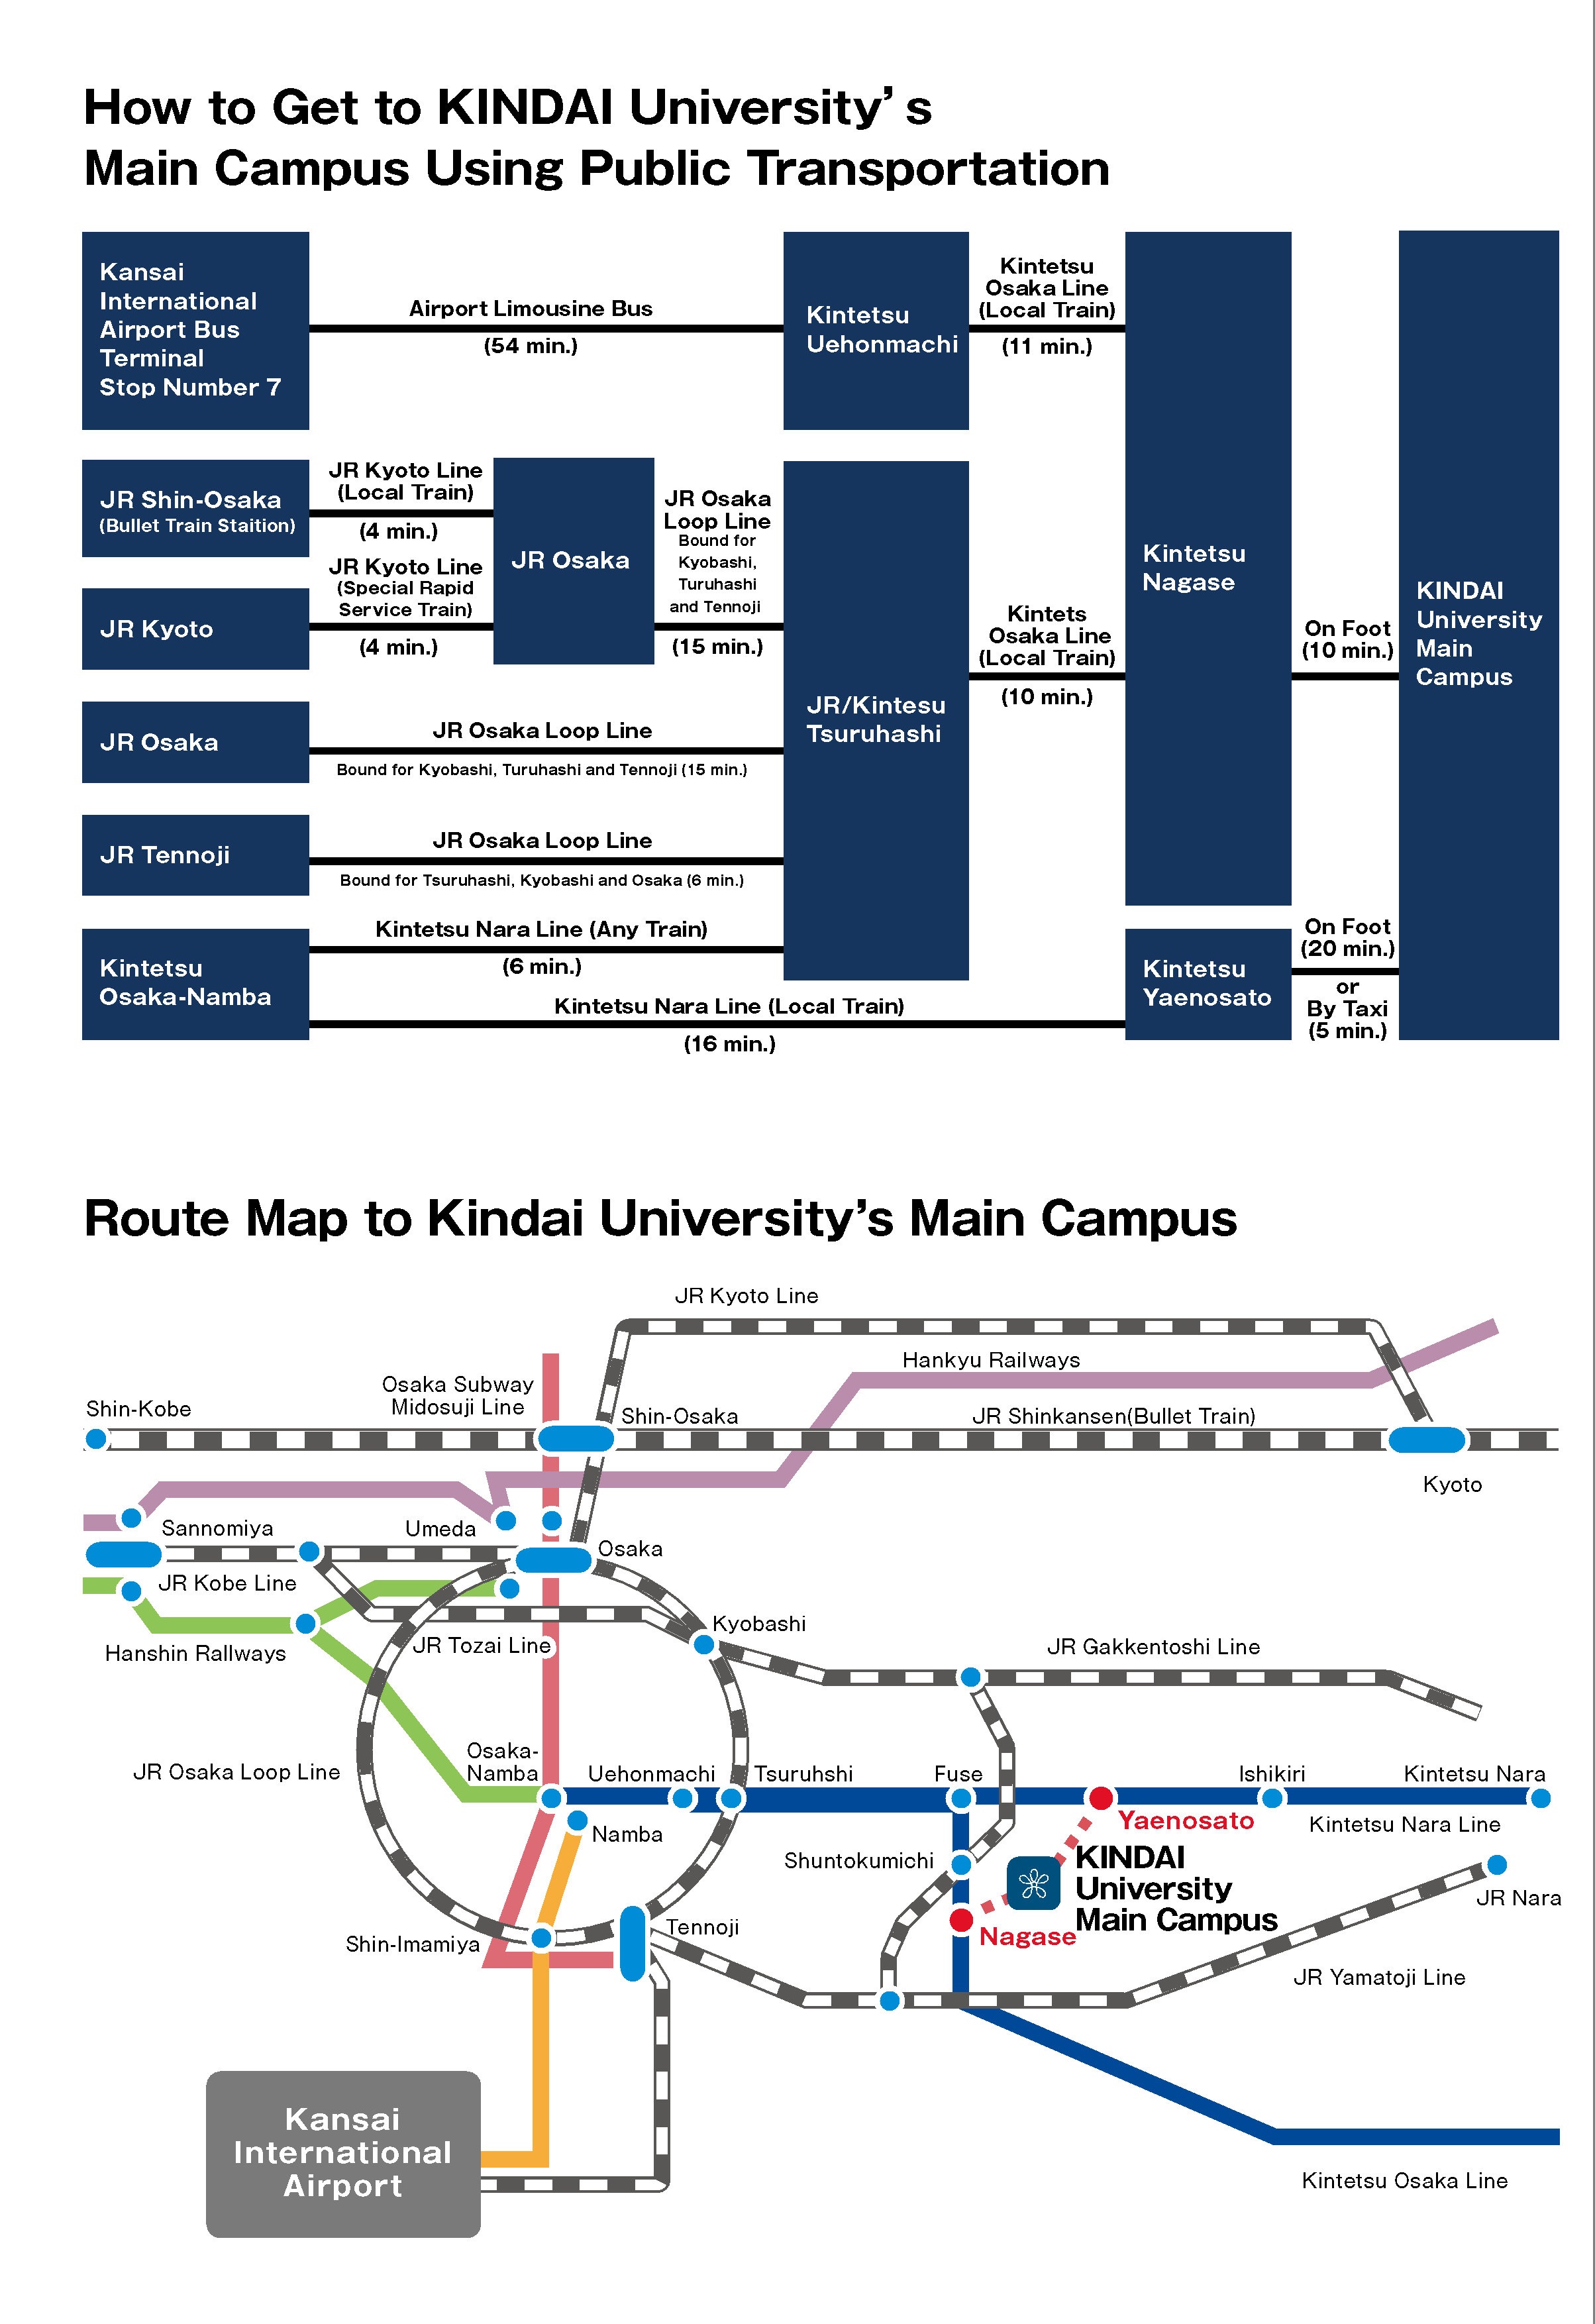 How to Get to KINDAI University’s
Main Campus Using Public Transportation
Kansai
International
Airport Bus
Terminal
Stop Number 7
Airport Limousine Bus
(54 min.)
Kintetsu
Uehonmachi
Kintetsu
Osaka Line
(Local Train)
(11 min.)
JR Shin-Osaka
(Bullet Train Staition)
JR Kyoto Line
(Local Train)
(4 min.)
JR Kyoto
JR Kyoto Line
(Special Rapid
Service Train)
(4 min.)
JR Osaka
JR Osaka
Loop Line
Bound for
Kyobashi,
Turuhashi
and Tennoji
(15 min.)
JR Osaka
JR Osaka Loop Line
Bound for Kyobashi, Turuhashi and Tennoji (15 min.)
JR Tennoji
JR Osaka Loop Line
Bound for Tsuruhashi, Kyobashi and Osaka (6 min.)
Kintetsu
Osaka-Namba
Kintetsu Nara Line (Any Train)
(6 min.)
Kintetsu Nara Line (Local Train)
(16 min.)
JR/Kintesu
Tsuruhashi
Kintets
Osaka Line
(Local Train)
(10 min.)
Kintetsu
Nagase
On Foot
(10 min.)
Kintetsu
Yaenosato
On Foot
(20 min.)
or
By Taxi
(5 min.)
KINDAI
University
Main
Campus
Route Map to Kindai University’s Main Campus
JR Kyoto Line
Hankyu Railways
Osaka Subway
Midosuji Line
Shin-Kobe
Shin-Osaka
JR Shinkansen(Bullet Train)
Kyoto
Sannomiya
Umeda
Osaka
JR Kobe Line
Kyobashi
Hanshin Rallways
JR Tozai Line
JR Gakkentoshi Line
JR Osaka Loop Line
Osaka-
Namba
Uehonmachi
Tsuruhshi
Fuse
Ishikiri
Kintetsu Nara
Yaenosato
Kintetsu Nara Line
Namba
Shuntokumichi
KINDAI
University
Main Campus
JR Nara
Nagase
Tennoji
Shin-Imamiya
JR Yamatoji Line
Kansai
International
Airport
Kintetsu Osaka Line